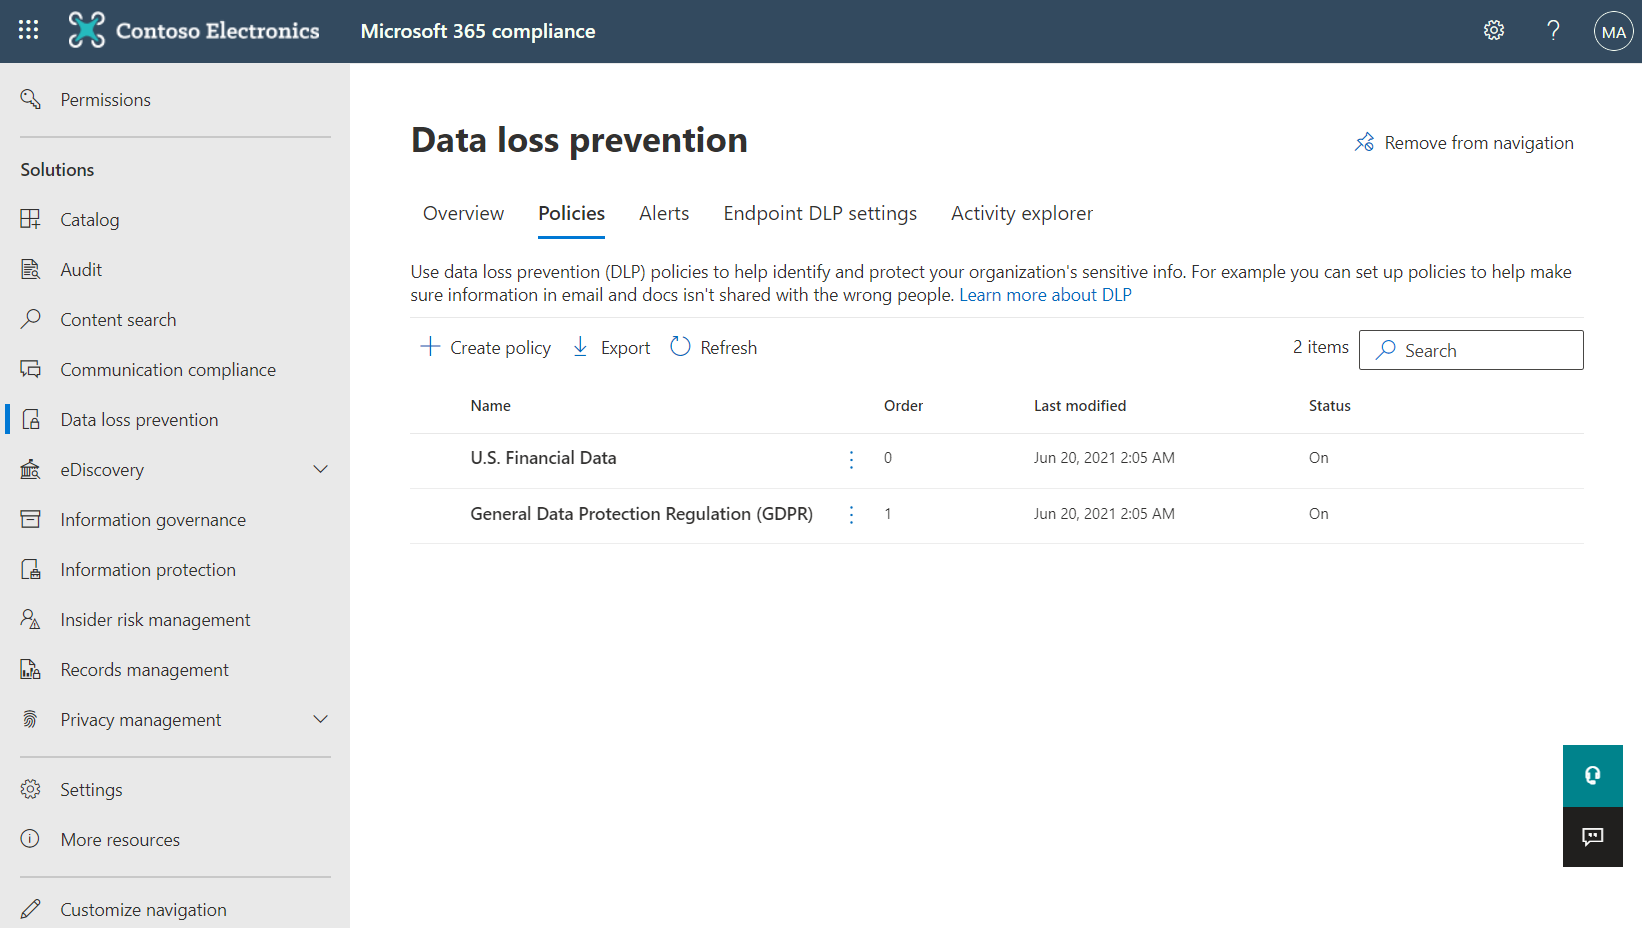 Contoso Electronics
Microsoft 365 compliance
?
MA
Permissions
Solutions
Catalog
Audit
Content search
Communication compliance
Data loss prevention
eDiscovery
Information governance
Information protection
Insider risk management
Records management
Privacy management
Settings
More resources
Customize navigation
Data loss prevention
Remove from navigation
Overview Policies Alerts Endpoint DLP settings Activity explorer
Use data loss prevention (DLP) policies to help identify and protect your organization's sensitive info. For example you can set up policies to help make
sure information in email and docs isn't shared with the wrong people. Learn more about DLP
Create policy Export Refresh 2 items Search
Name Order Last modified Status
U.S. Financial Data 0 Jun 20, 2021 2:05 AM On
General Data Protection Regulation (GDPR) 1 Jun 20, 2021 2:05 AM On